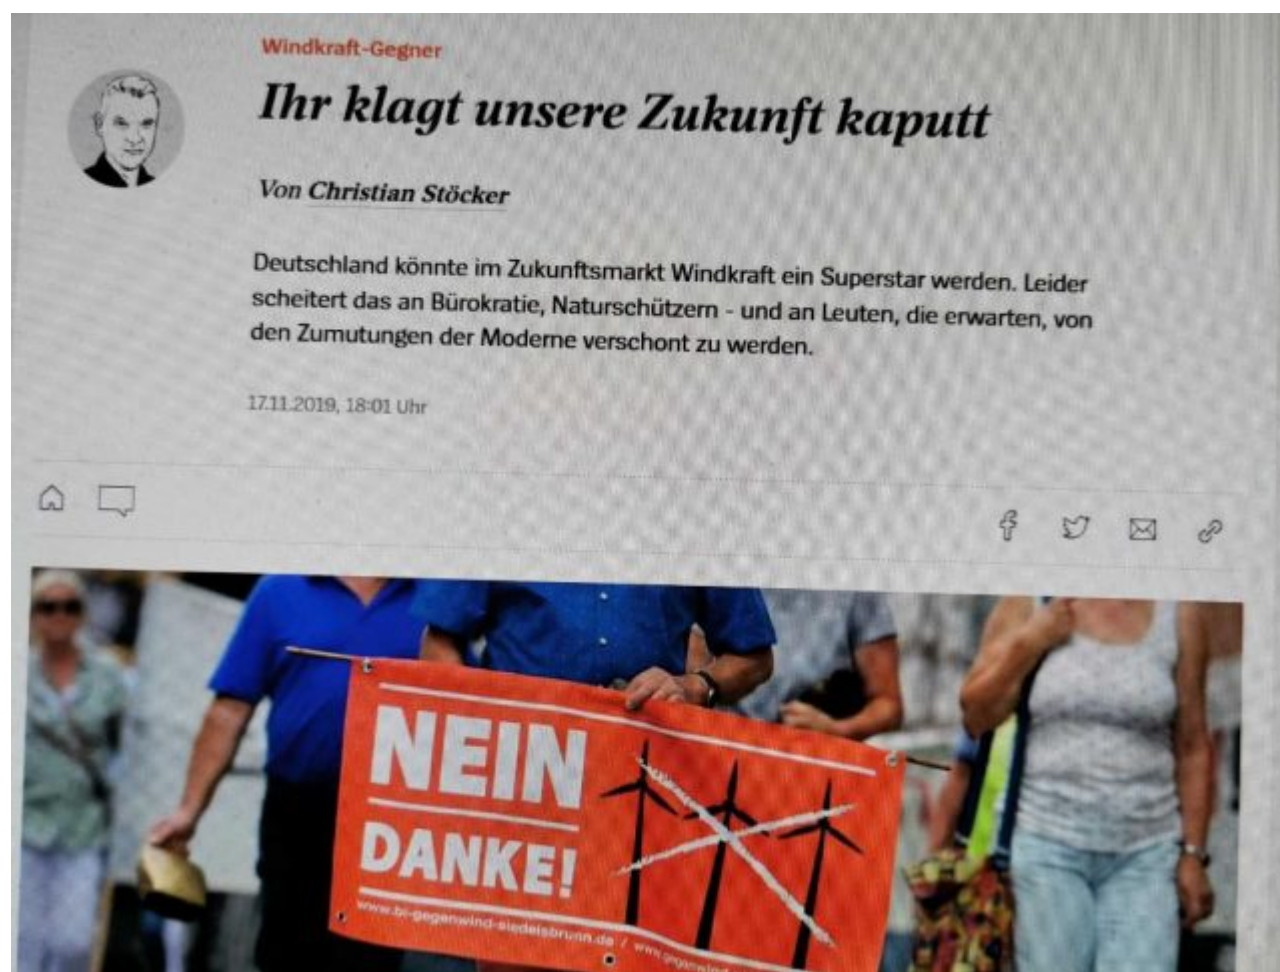 Windkraft-Gegner
Ihr klagt unsere Zukunft kaputt
Von Christian Stöcker
Deutschland könnte im Zukunftsmarkt Windkraft ein Superstar werden. Leider
scheitert das an Bürokratie, Naturschützern - und an Leuten, die erwarten, von
den Zumutungen der Moderne verschont zu werden.
17.11.2019, 18:01 Uhr
NEIN
DANKE!
www.bi-gegenwind-siedelsbrunn.de / www.gegenwind